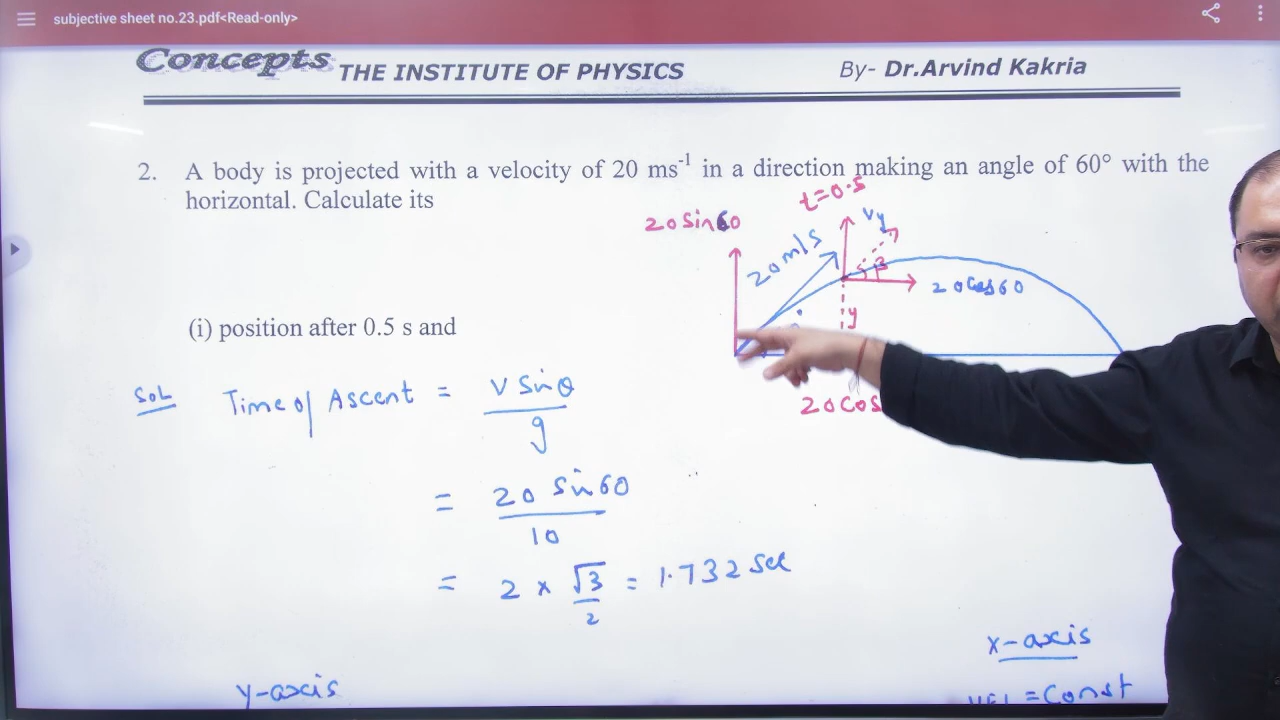 subjective sheet no.23.pdf<Read-only>
Concepts THE INSTITUTE OF PHYSICS By- Dr.Arvind Kakria
2. A body is projected with a velocity of 20 ms⁻¹ in a direction making an angle of 60° with the
horizontal. Calculate its
t=0.5
20 sin60
20m/s
Vy
β
20cos60
y
(i) position after 0.5 s and
20cos
Sol Time of Ascent = V Sinθ / g
= 20 Sin60 / 10
= 2 × √3/2 = 1.732 Sec
x-axis
y-axis
VEL = Const